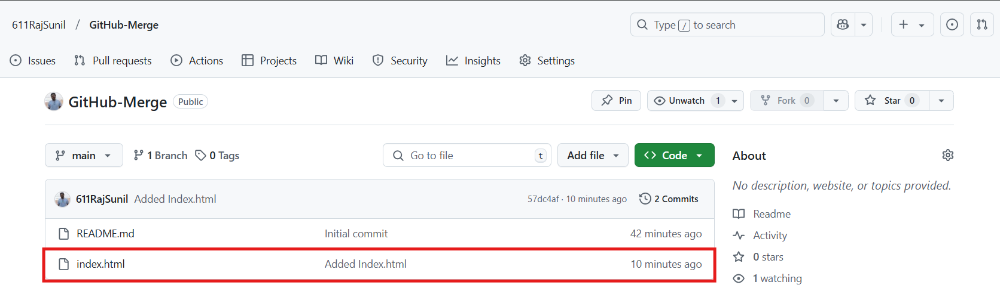 611RajSunil / GitHub-Merge Type / to search
Issues Pull requests Actions Projects Wiki Security Insights Settings
GitHub-Merge Public Pin Unwatch 1 Fork 0 Star 0
main 1 Branch 0 Tags Go to file t Add file <> Code About
No description, website, or topics provided.
611RajSunil Added Index.html 57dc4af · 10 minutes ago 2 Commits
Readme
README.md Initial commit 42 minutes ago
Activity
0 stars
index.html Added Index.html 10 minutes ago
1 watching